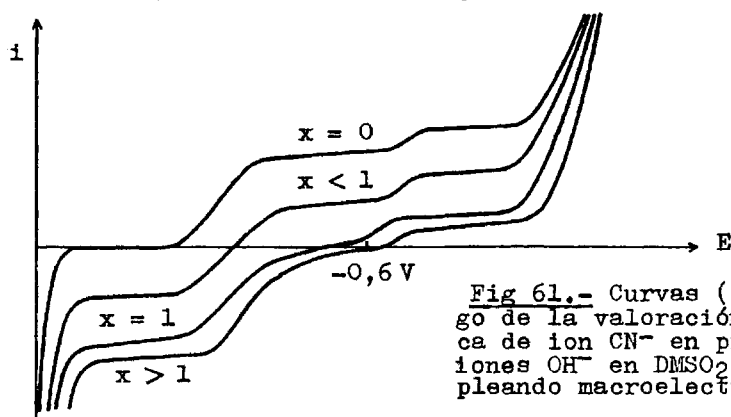 i
x = 0
x < 1
E
-0,6 V
x = 1
x > 1
Fig 61.- Curvas (
go de la valoración
ca de ion CN⁻ en p
iones OH⁻ en DMSO₂
pleando macroelect